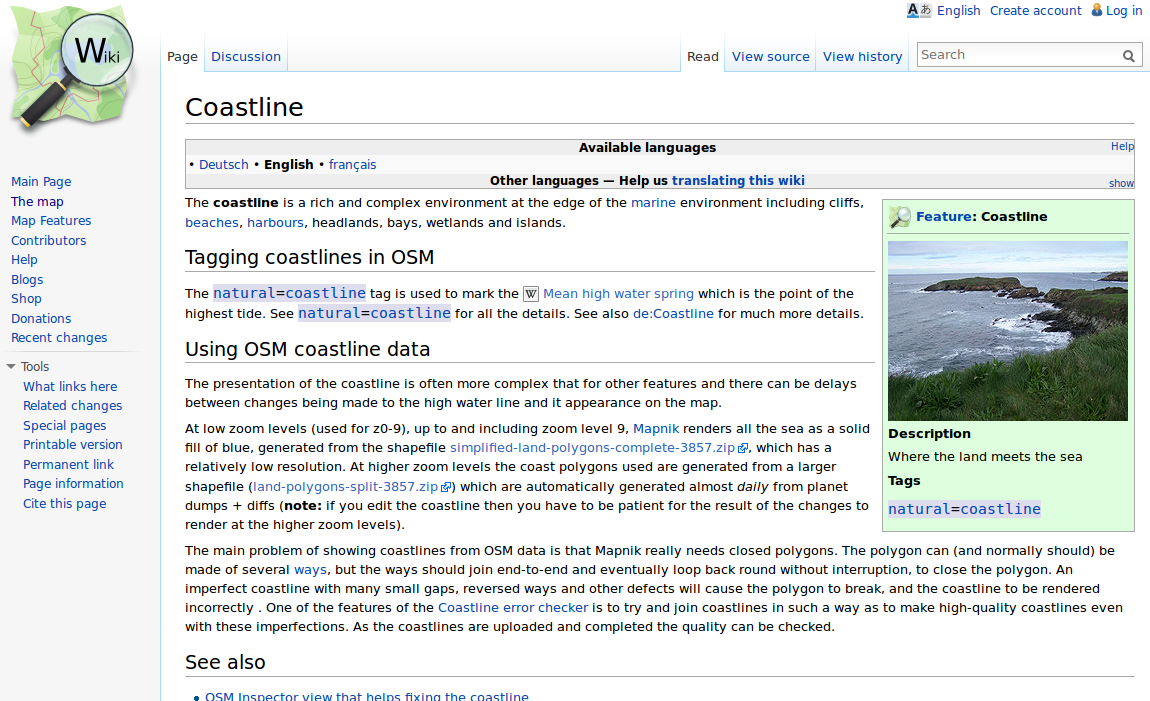 Wiki
A あ English Create account Log in
Page Discussion Read View source View history Search
Coastline
Available languages Help
• Deutsch • English • français
Other languages — Help us translating this wiki show
Main Page
The map
Map Features
Contributors
Help
Blogs
Shop
Donations
Recent changes
Tools
What links here
Related changes
Special pages
Printable version
Permanent link
Page information
Cite this page
The coastline is a rich and complex environment at the edge of the marine environment including cliffs,
beaches, harbours, headlands, bays, wetlands and islands.
Tagging coastlines in OSM
The natural=coastline tag is used to mark the W Mean high water spring which is the point of the
highest tide. See natural=coastline for all the details. See also de:Coastline for much more details.
Using OSM coastline data
The presentation of the coastline is often more complex that for other features and there can be delays
between changes being made to the high water line and it appearance on the map.
At low zoom levels (used for z0-9), up to and including zoom level 9, Mapnik renders all the sea as a solid
fill of blue, generated from the shapefile simplified-land-polygons-complete-3857.zip, which has a
relatively low resolution. At higher zoom levels the coast polygons used are generated from a larger
shapefile (land-polygons-split-3857.zip) which are automatically generated almost daily from planet
dumps + diffs (note: if you edit the coastline then you have to be patient for the result of the changes to
render at the higher zoom levels).
Feature: Coastline
Description
Where the land meets the sea
Tags
natural=coastline
The main problem of showing coastlines from OSM data is that Mapnik really needs closed polygons. The polygon can (and normally should) be
made of several ways, but the ways should join end-to-end and eventually loop back round without interruption, to close the polygon. An
imperfect coastline with many small gaps, reversed ways and other defects will cause the polygon to break, and the coastline to be rendered
incorrectly . One of the features of the Coastline error checker is to try and join coastlines in such a way as to make high-quality coastlines even
with these imperfections. As the coastlines are uploaded and completed the quality can be checked.
See also
• OSM Inspector view that helps fixing the coastline